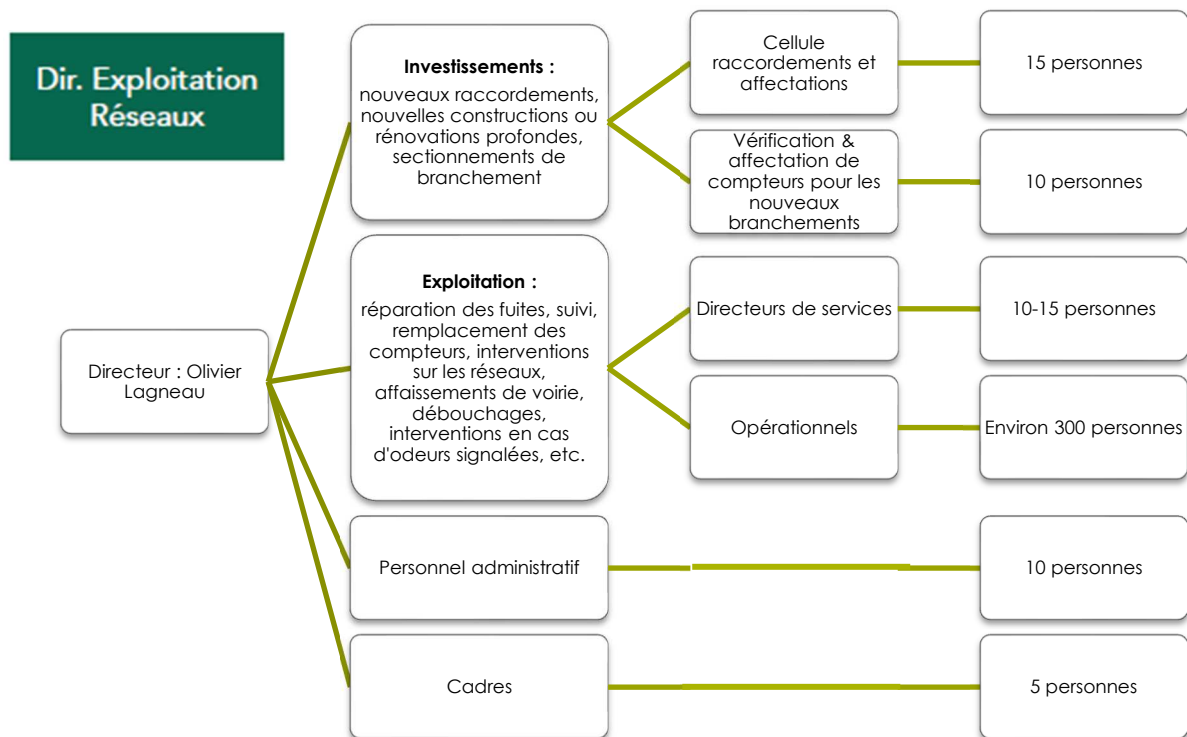 Dir. Exploitation
Réseaux
Directeur : Olivier
Lagneau
Investissements :
nouveaux raccordements,
nouvelles constructions ou
rénovations profondes,
sectionnements de
branchement
Cellule
raccordements et
affectations
15 personnes
Vérification &
affectation de
compteurs pour les
nouveaux
branchements
10 personnes
Exploitation :
réparation des fuites, suivi,
remplacement des
compteurs, interventions
sur les réseaux,
affaissements de voirie,
débouchages,
interventions en cas
d'odeurs signalées, etc.
Directeurs de services
10-15 personnes
Opérationnels
Environ 300 personnes
Personnel administratif
10 personnes
Cadres
5 personnes